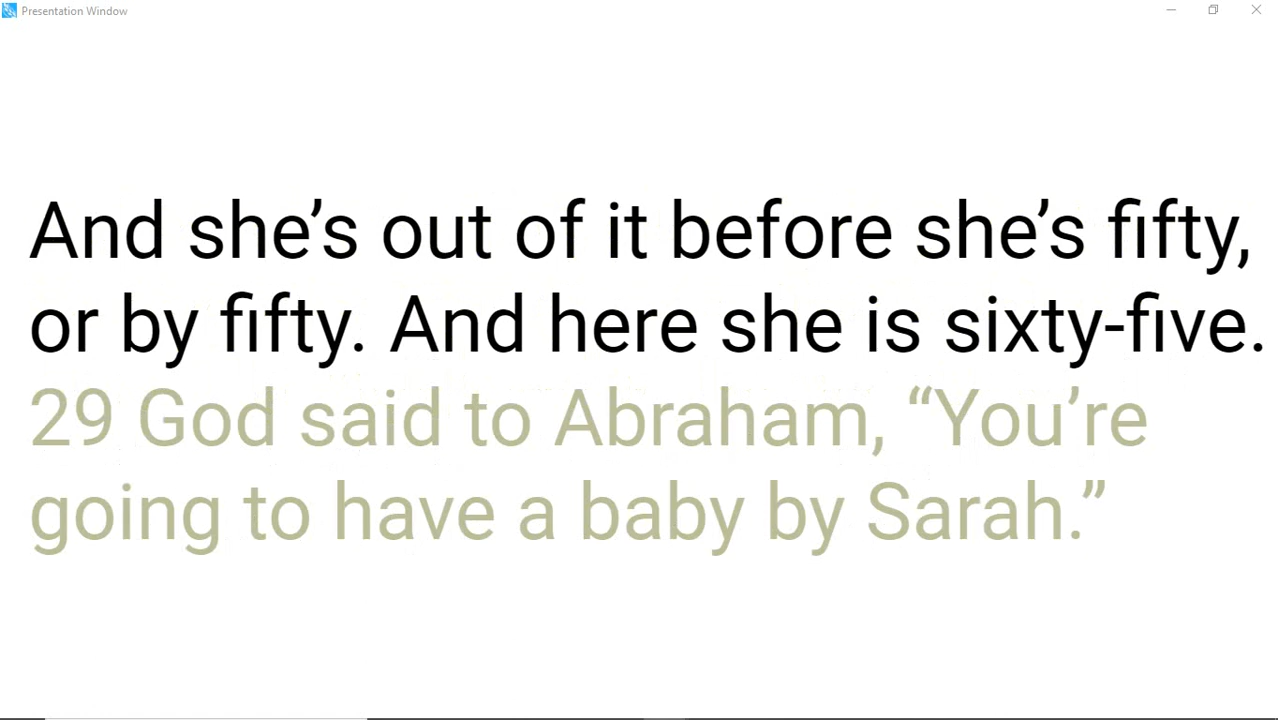 Presentation Window
And she’s out of it before she’s fifty,
or by fifty. And here she is sixty-five.
29 God said to Abraham, “You’re
going to have a baby by Sarah.”